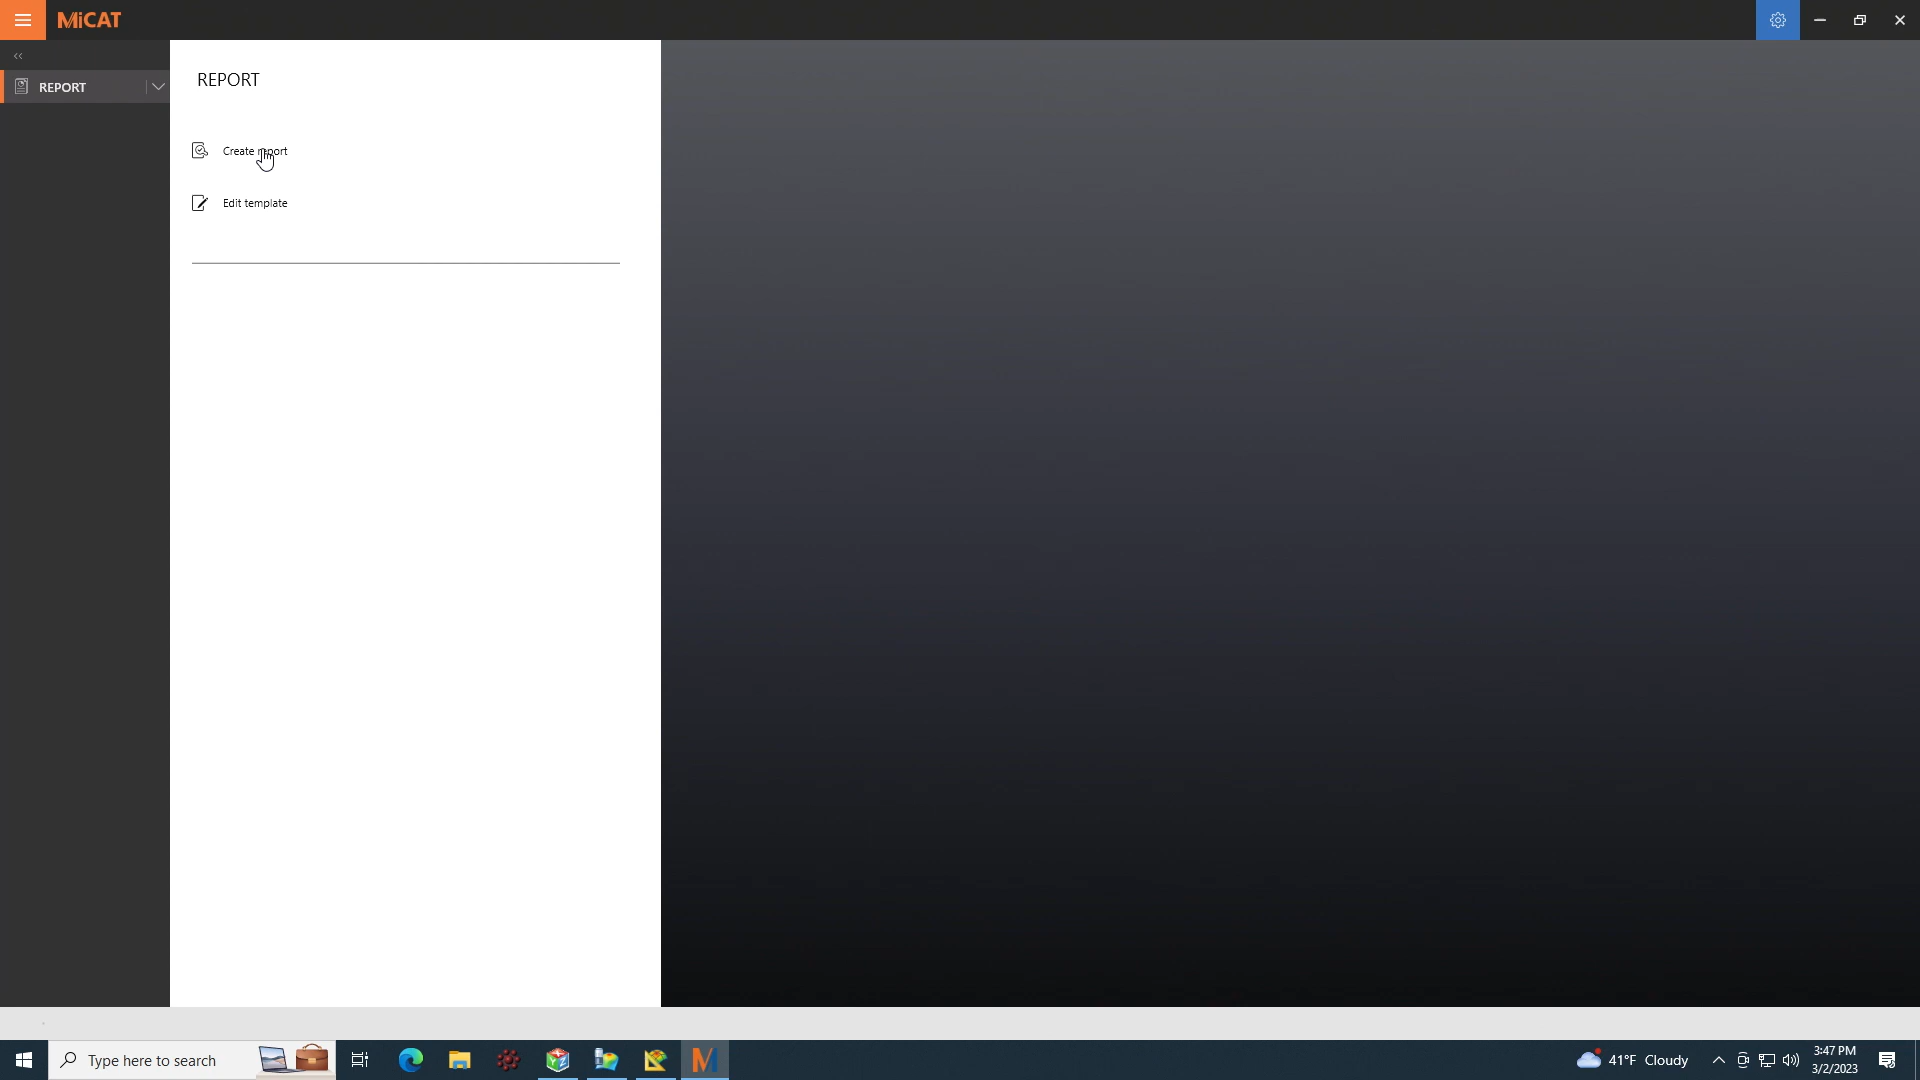 MiCAT
REPORT
REPORT
Create report
Edit template
Type here to search
41°F Cloudy
3:47 PM
3/2/2023